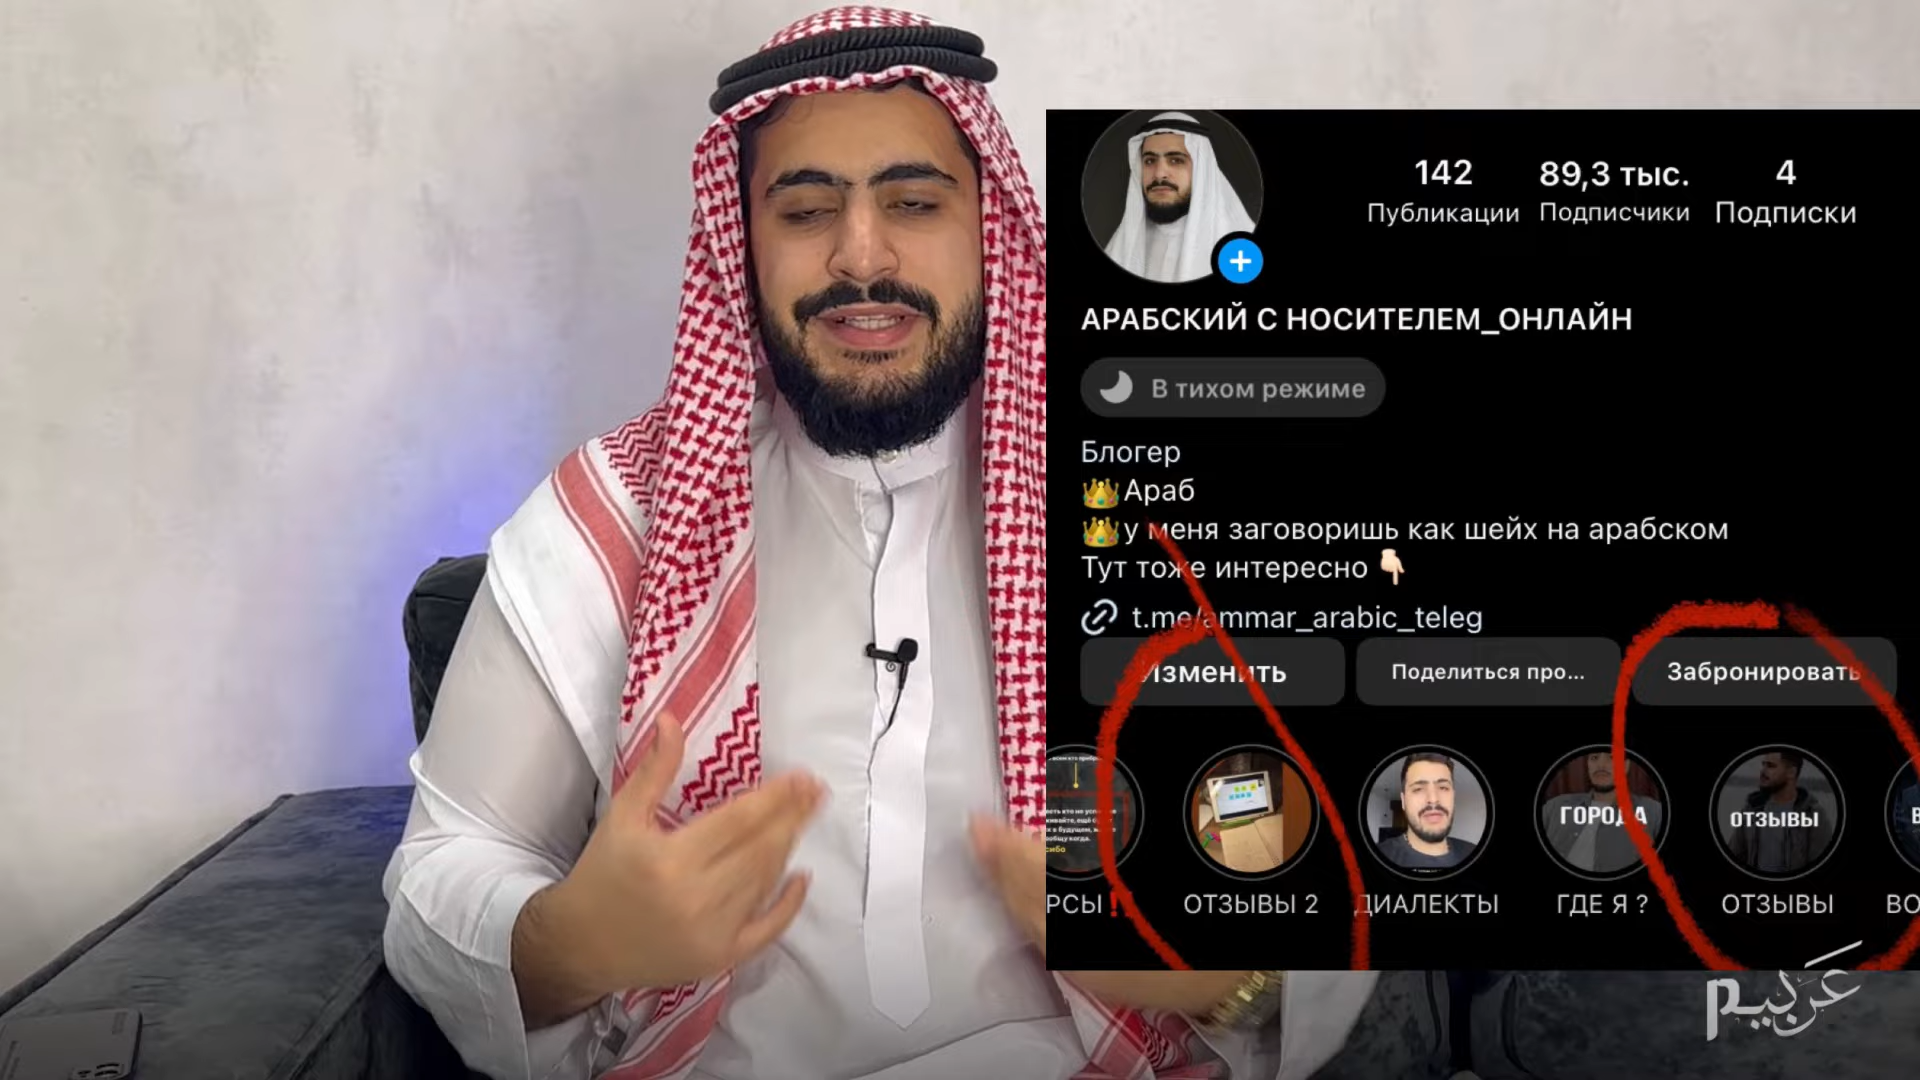 142
89,3 тыс.
4
Публикации
Подписчики
Подписки
АРАБСКИЙ С НОСИТЕЛЕМ_ОНЛАЙН
В тихом режиме
Блогер
👑Араб
👑у меня заговоришь как шейх на арабском
Тут тоже интересно👇🏻
t.me/ammar_arabic_teleg
Изменить
Поделиться про...
Забронировать
ГОРОДА
ОТЗЫВЫ
РСЫ‼️
ОТЗЫВЫ 2
ДИАЛЕКТЫ
ГДЕ Я ?
ОТЗЫВЫ
ВО